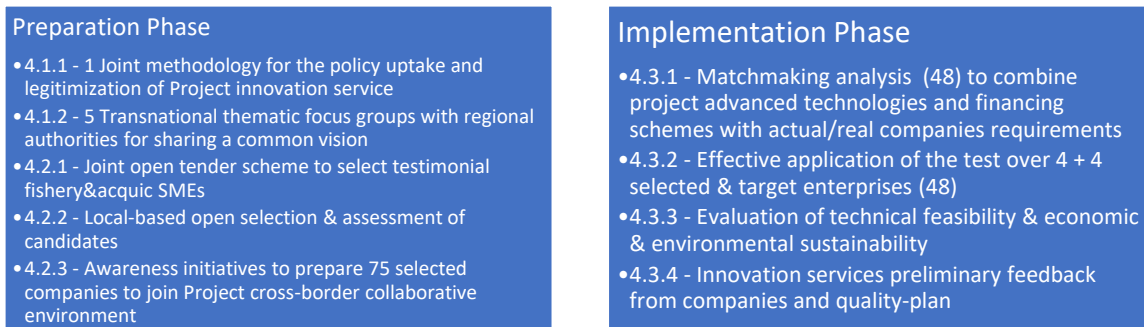 Preparation Phase
•4.1.1 - 1 Joint methodology for the policy uptake and
legitimization of Project innovation service
•4.1.2 - 5 Transnational thematic focus groups with regional
authorities for sharing a common vision
•4.2.1 - Joint open tender scheme to select testimonial
fishery&acquic SMEs
•4.2.2 - Local-based open selection & assessment of
candidates
•4.2.3 - Awareness initiatives to prepare 75 selected
companies to join Project cross-border collaborative
environment
Implementation Phase
•4.3.1 - Matchmaking analysis (48) to combine
project advanced technologies and financing
schemes with actual/real companies requirements
•4.3.2 - Effective application of the test over 4 + 4
selected & target enterprises (48)
•4.3.3 - Evaluation of technical feasibility & economic
& environmental sustainability
•4.3.4 - Innovation services preliminary feedback
from companies and quality-plan